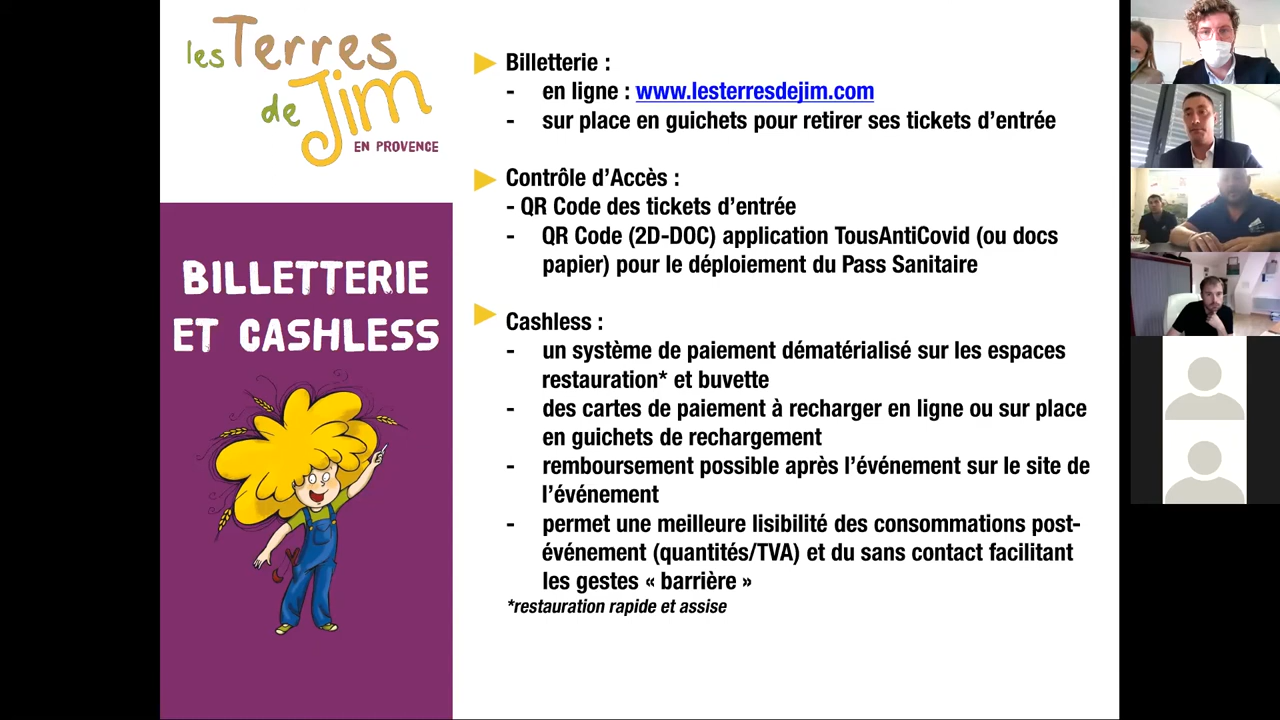 les Terres
de Jim
EN PROVENCE
BILLETTERIE
ET CASHLESS
Billetterie :
- en ligne : www.lesterresdejim.com
- sur place en guichets pour retirer ses tickets d’entrée
Contrôle d’Accès :
- QR Code des tickets d’entrée
- QR Code (2D-DOC) application TousAntiCovid (ou docs
papier) pour le déploiement du Pass Sanitaire
Cashless :
- un système de paiement dématérialisé sur les espaces
restauration* et buvette
- des cartes de paiement à recharger en ligne ou sur place
en guichets de rechargement
- remboursement possible après l’événement sur le site de
l’événement
- permet une meilleure lisibilité des consommations post-
événement (quantités/TVA) et du sans contact facilitant
les gestes « barrière »
*restauration rapide et assise